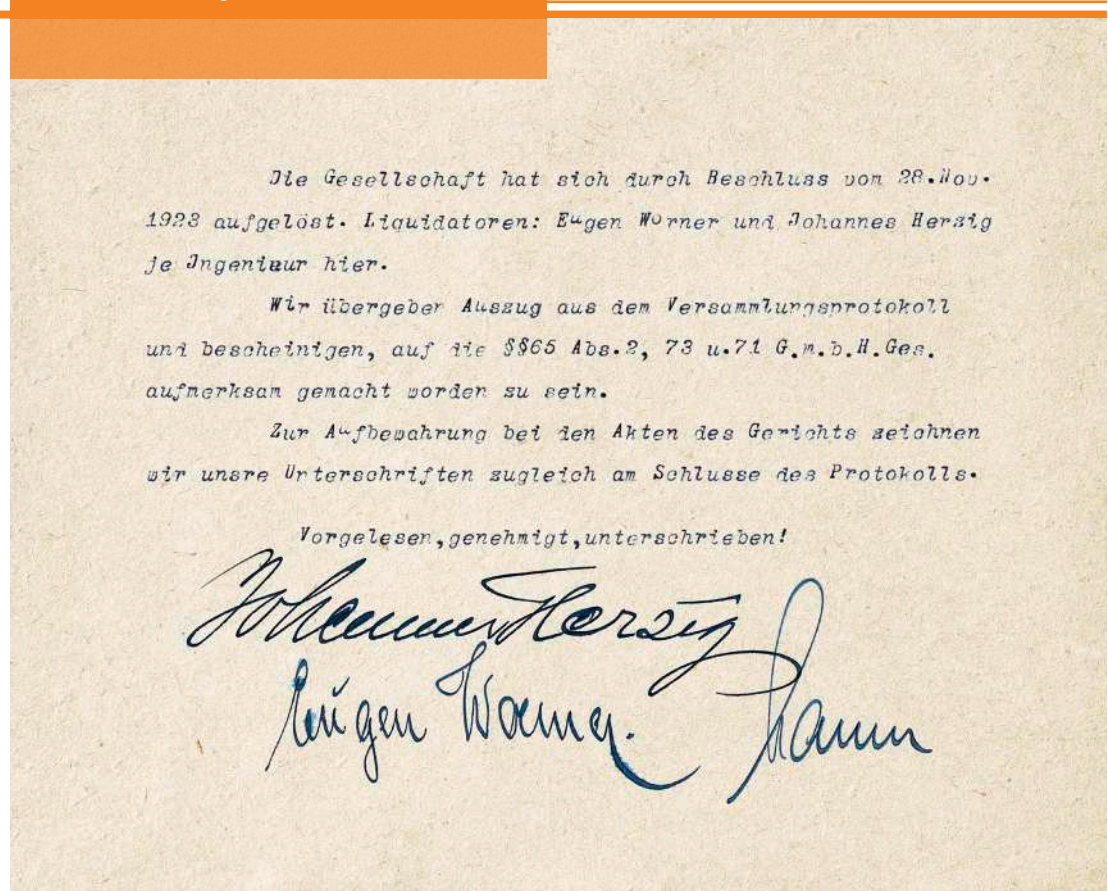 Die Gesellschaft hat sich durch Beschluss von 28.Nov.
1923 aufgelöst. Liquidatoren: Eugen Worner und Johannes Herzig
je Ingenieur hier.
Wir übergeben Auszug aus dem Versammlungsprotokoll
und bescheinigen, auf die §§65 Abs.2, 73 u.71 G.m.b.H.Ges.
aufmerksam gemacht worden zu sein.
Zur Aufbewahrung bei den Akten des Gerichts zeichnen
wir unsre Unterschriften zugleich am Schlusse des Protokolls.
Vorgelesen,genehmigt,unterschrieben!
Johannes Herzig
Eugen Worner.